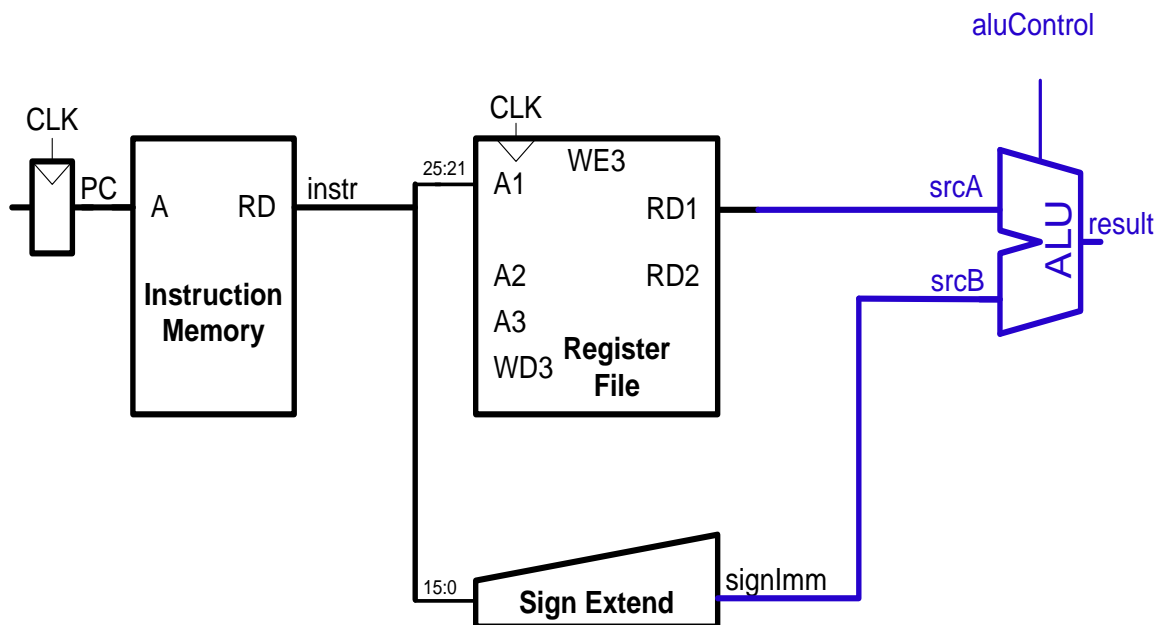 aluControl
CLK
CLK
PC
A
RD
instr
25:21
A1
WE3
RD1
srcA
ALU
result
A2
RD2
srcB
Instruction
Memory
A3
WD3
Register
File
15:0
Sign Extend
signImm